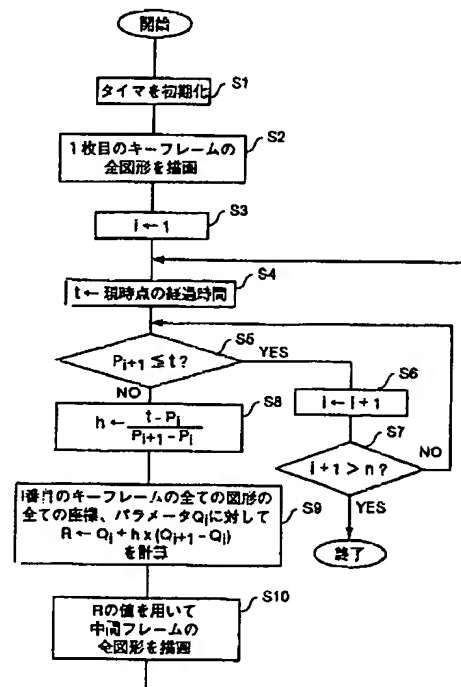 開始
タイマを初期化
S1
1枚目のキーフレームの
全図形を描画
S2
i←1
S3
t←現時点の経過時間
S4
Pi+1 ≦ t?
S5
YES
NO
i←i+1
S6
i+1>n?
S7
NO
YES
終了
h← t-Pi / Pi+1-Pi
S8
i番目のキーフレームの全ての図形の
全ての座標、パラメータQiに対して
R ← Qi + h x (Qi+1 - Qi)
を計算
S9
Rの値を用いて
中間フレームの
全図形を描画
S10